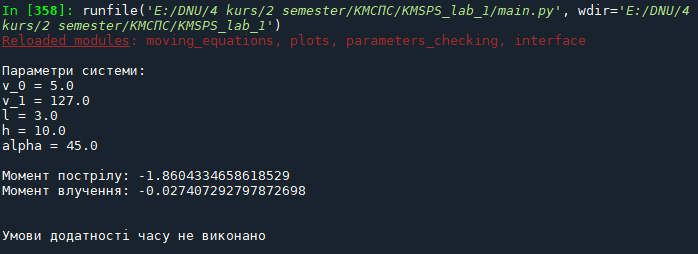 In [358]: runfile('E:/DNU/4 kurs/2 semester/КМСПС/KMSPS_lab_1/main.py', wdir='E:/DNU/4
kurs/2 semester/КМСПС/KMSPS_lab_1')
Reloaded modules: moving_equations, plots, parameters_checking, interface
Параметри системи:
v_0 = 5.0
v_1 = 127.0
l = 3.0
h = 10.0
alpha = 45.0
Момент пострілу: -1.8604334658618529
Момент влучення: -0.027407292797872698
Умови додатності часу не виконано